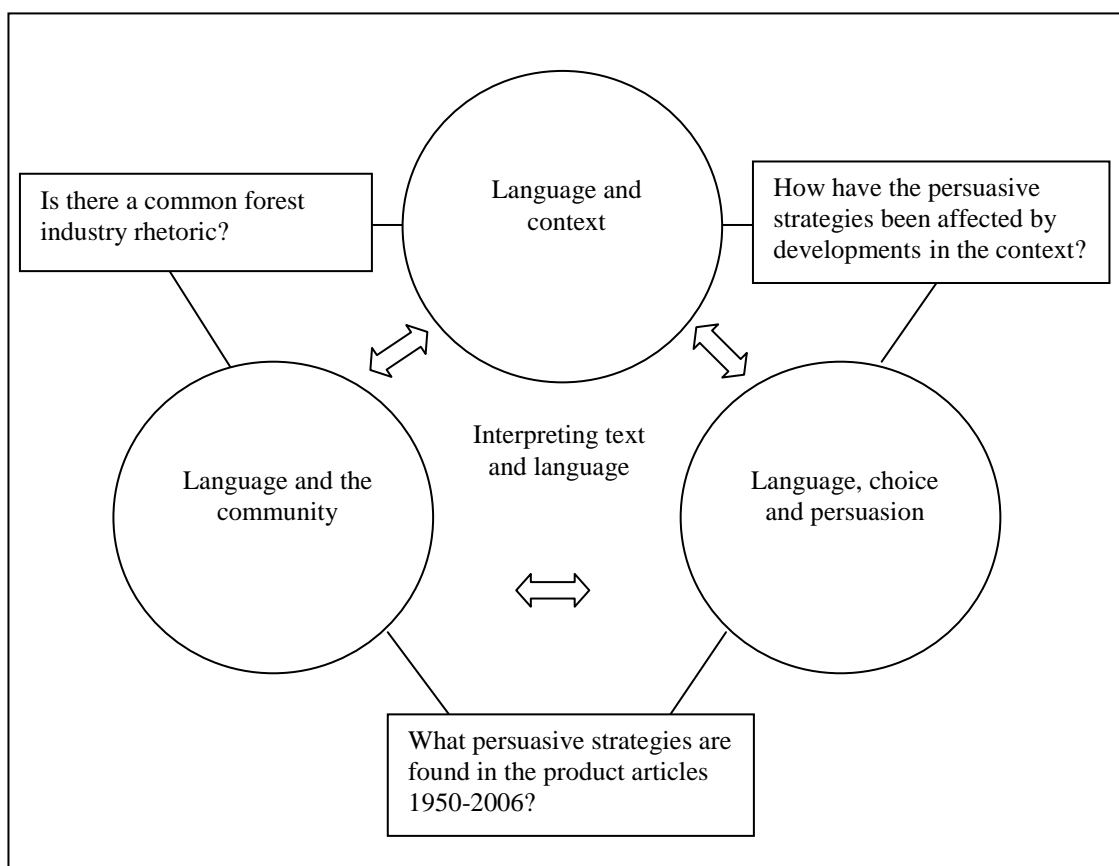 Language and
context
Is there a common forest
industry rhetoric?
How have the persuasive
strategies been affected by
developments in the context?
Interpreting text
and language
Language and the
community
Language, choice
and persuasion
What persuasive strategies are
found in the product articles
1950-2006?